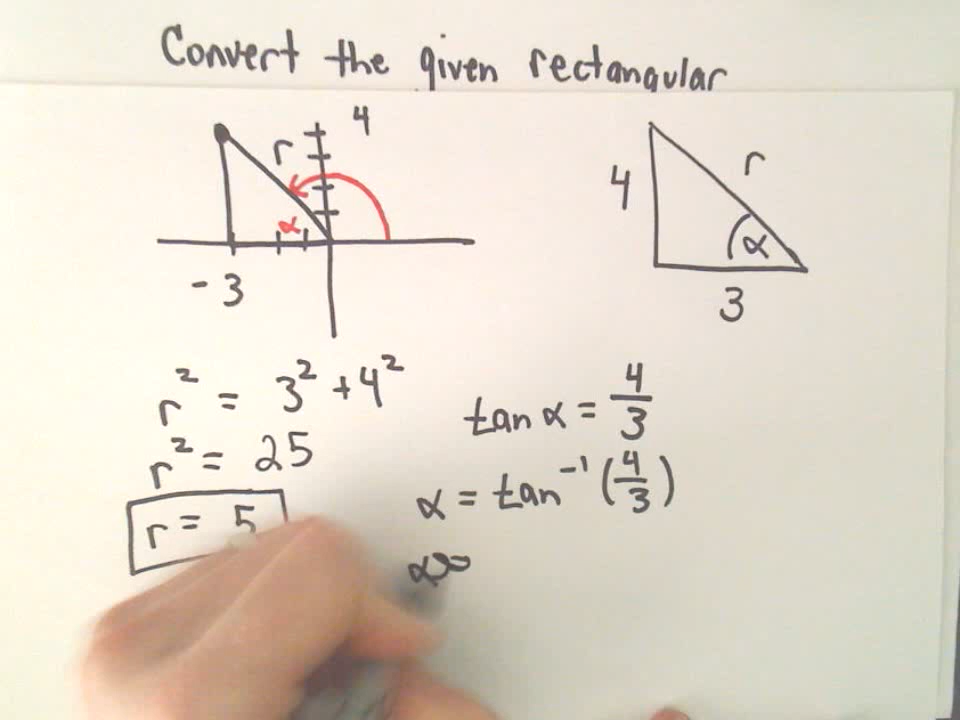 Convert the given rectangular
4
r
α
-3
4
r
α
3
r² = 3² + 4²
r² = 25
r = 5
tan α = 4/3
α = tan⁻¹(4/3)
α ≈